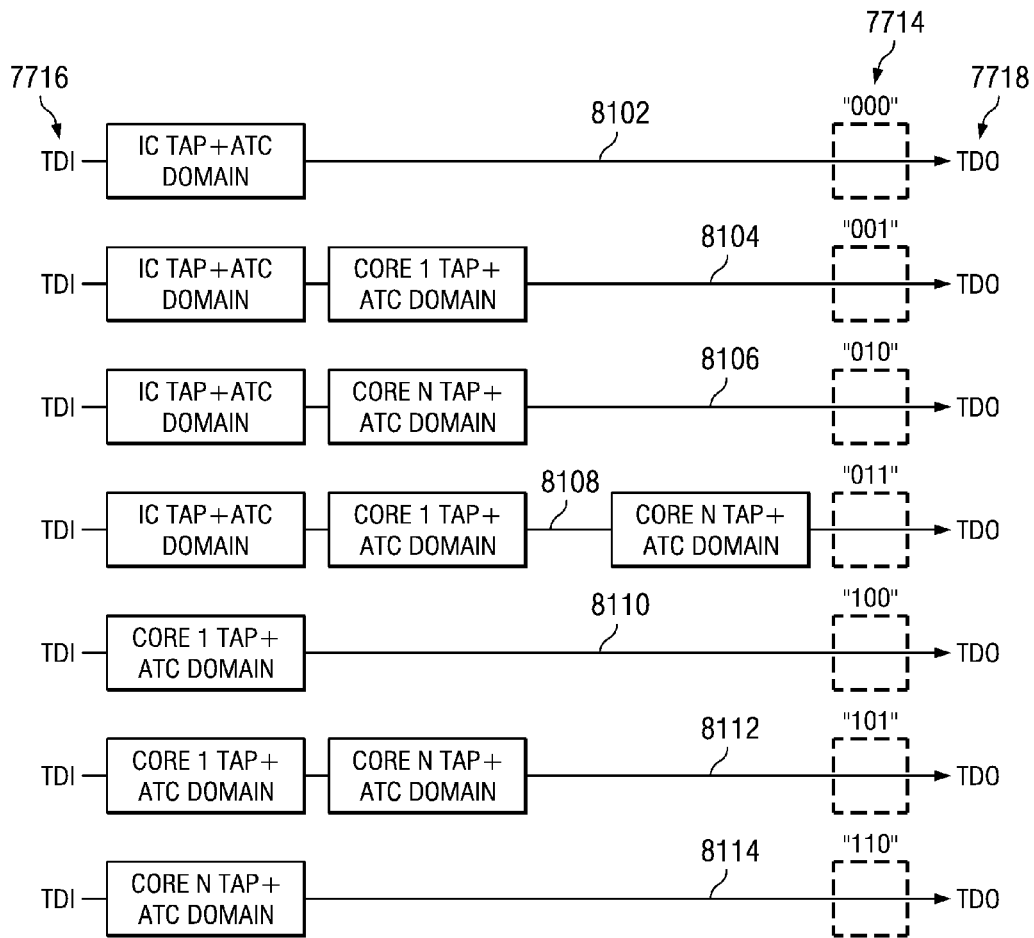 7714
7716
7718
"000"
8102
TDI
IC TAP+ATC
DOMAIN
TDO
"001"
8104
TDI
IC TAP+ATC
DOMAIN
CORE 1 TAP+
ATC DOMAIN
TDO
"010"
8106
TDI
IC TAP+ATC
DOMAIN
CORE N TAP+
ATC DOMAIN
TDO
"011"
8108
TDI
IC TAP+ATC
DOMAIN
CORE 1 TAP+
ATC DOMAIN
CORE N TAP+
ATC DOMAIN
TDO
"100"
8110
TDI
CORE 1 TAP+
ATC DOMAIN
TDO
"101"
8112
TDI
CORE 1 TAP+
ATC DOMAIN
CORE N TAP+
ATC DOMAIN
TDO
"110"
8114
TDI
CORE N TAP+
ATC DOMAIN
TDO